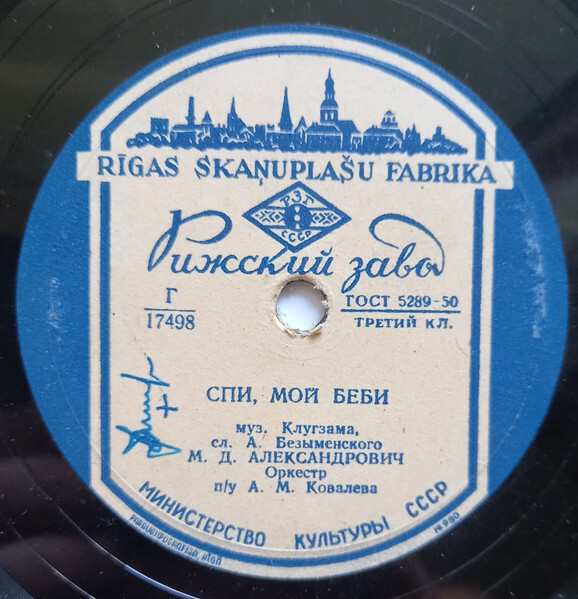 RĪGAS SKAŅUPLAŠU FABRIKA
РЗГ
СССР
Рижский завод
Г
17498
ГОСТ 5289-50
ТРЕТИЙ КЛ.
СПИ, МОЙ БЕБИ
муз. Клугзама,
сл. А. Безыменского
М. Д. АЛЕКСАНДРОВИЧ
Оркестр
п/у А. М. Ковалева
МИНИСТЕРСТВО КУЛЬТУРЫ СССР